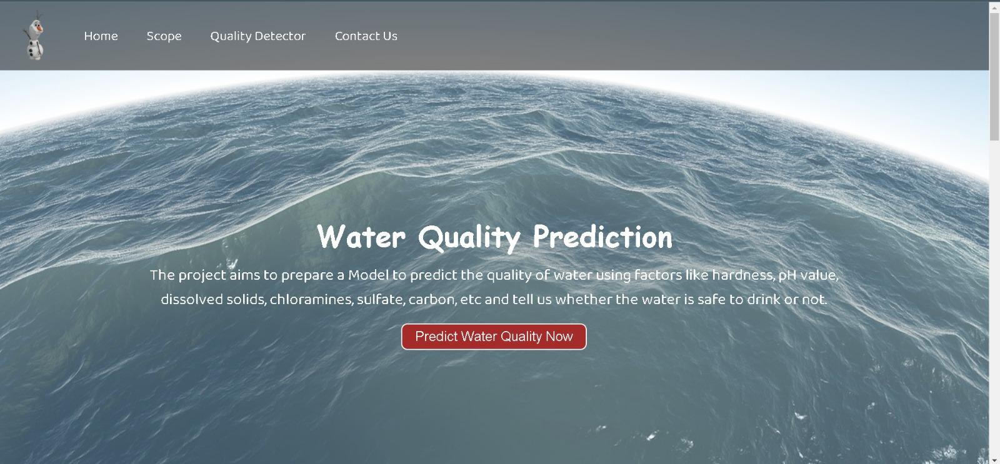 Home Scope Quality Detector Contact Us
Water Quality Prediction
The project aims to prepare a Model to predict the quality of water using factors like hardness, pH value,
dissolved solids, chloramines, sulfate, carbon, etc and tell us whether the water is safe to drink or not.
Predict Water Quality Now